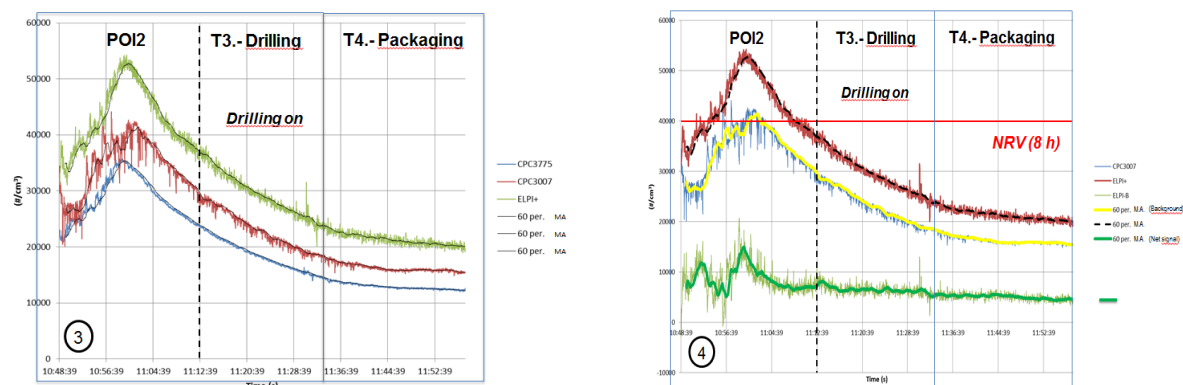 60000
50000
40000
30000
20000
10000
0
(#/cm³)
POI2
T3.- Drilling
T4.- Packaging
Drilling on
10:48:39 10:56:39 11:04:39 11:12:39 11:20:39 11:28:39 11:36:39 11:44:39 11:52:39
Time (s)
3
CPC3775
CPC3007
ELPI+
60 per. MA
60 per. MA
60 per. MA
60000
50000
40000
30000
20000
10000
0
-10000
(#/cm³)
POI2
T3.- Drilling
T4.- Packaging
Drilling on
NRV (8 h)
10:48:39 10:56:39 11:04:39 11:12:39 11:20:39 11:28:39 11:36:39 11:44:39 11:52:39
Time (s)
4
CPC3007
ELPI+
ELPI-B
60 per. M.A. (Background)
60 per. M.A.
60 per. M.A. (Net signal)